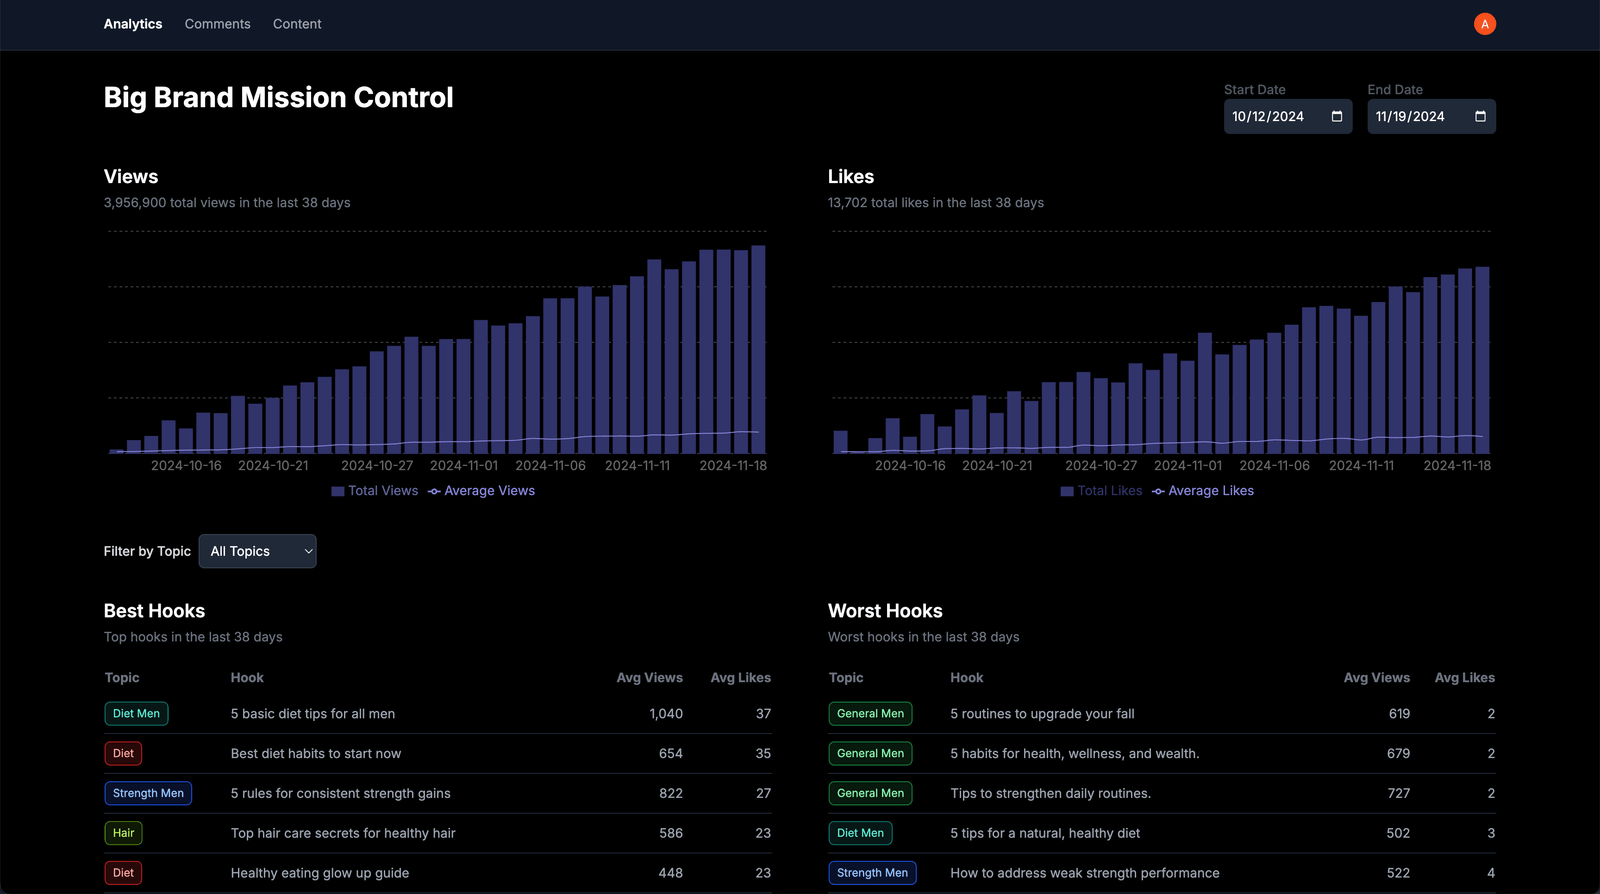 Analytics Comments Content A
Big Brand Mission Control
Start Date End Date
10/12/2024 11/19/2024
Views
3,956,900 total views in the last 38 days
2024-10-16 2024-10-21 2024-10-27 2024-11-01 2024-11-06 2024-11-11 2024-11-18
Total Views Average Views
Likes
13,702 total likes in the last 38 days
2024-10-16 2024-10-21 2024-10-27 2024-11-01 2024-11-06 2024-11-11 2024-11-18
Total Likes Average Likes
Filter by Topic All Topics
Best Hooks
Top hooks in the last 38 days
Topic Hook Avg Views Avg Likes
Diet Men 5 basic diet tips for all men 1,040 37
Diet Best diet habits to start now 654 35
Strength Men 5 rules for consistent strength gains 822 27
Hair Top hair care secrets for healthy hair 586 23
Diet Healthy eating glow up guide 448 23
Worst Hooks
Worst hooks in the last 38 days
Topic Hook Avg Views Avg Likes
General Men 5 routines to upgrade your fall 619 2
General Men 5 habits for health, wellness, and wealth. 679 2
General Men Tips to strengthen daily routines. 727 2
Diet Men 5 tips for a natural, healthy diet 502 3
Strength Men How to address weak strength performance 522 4